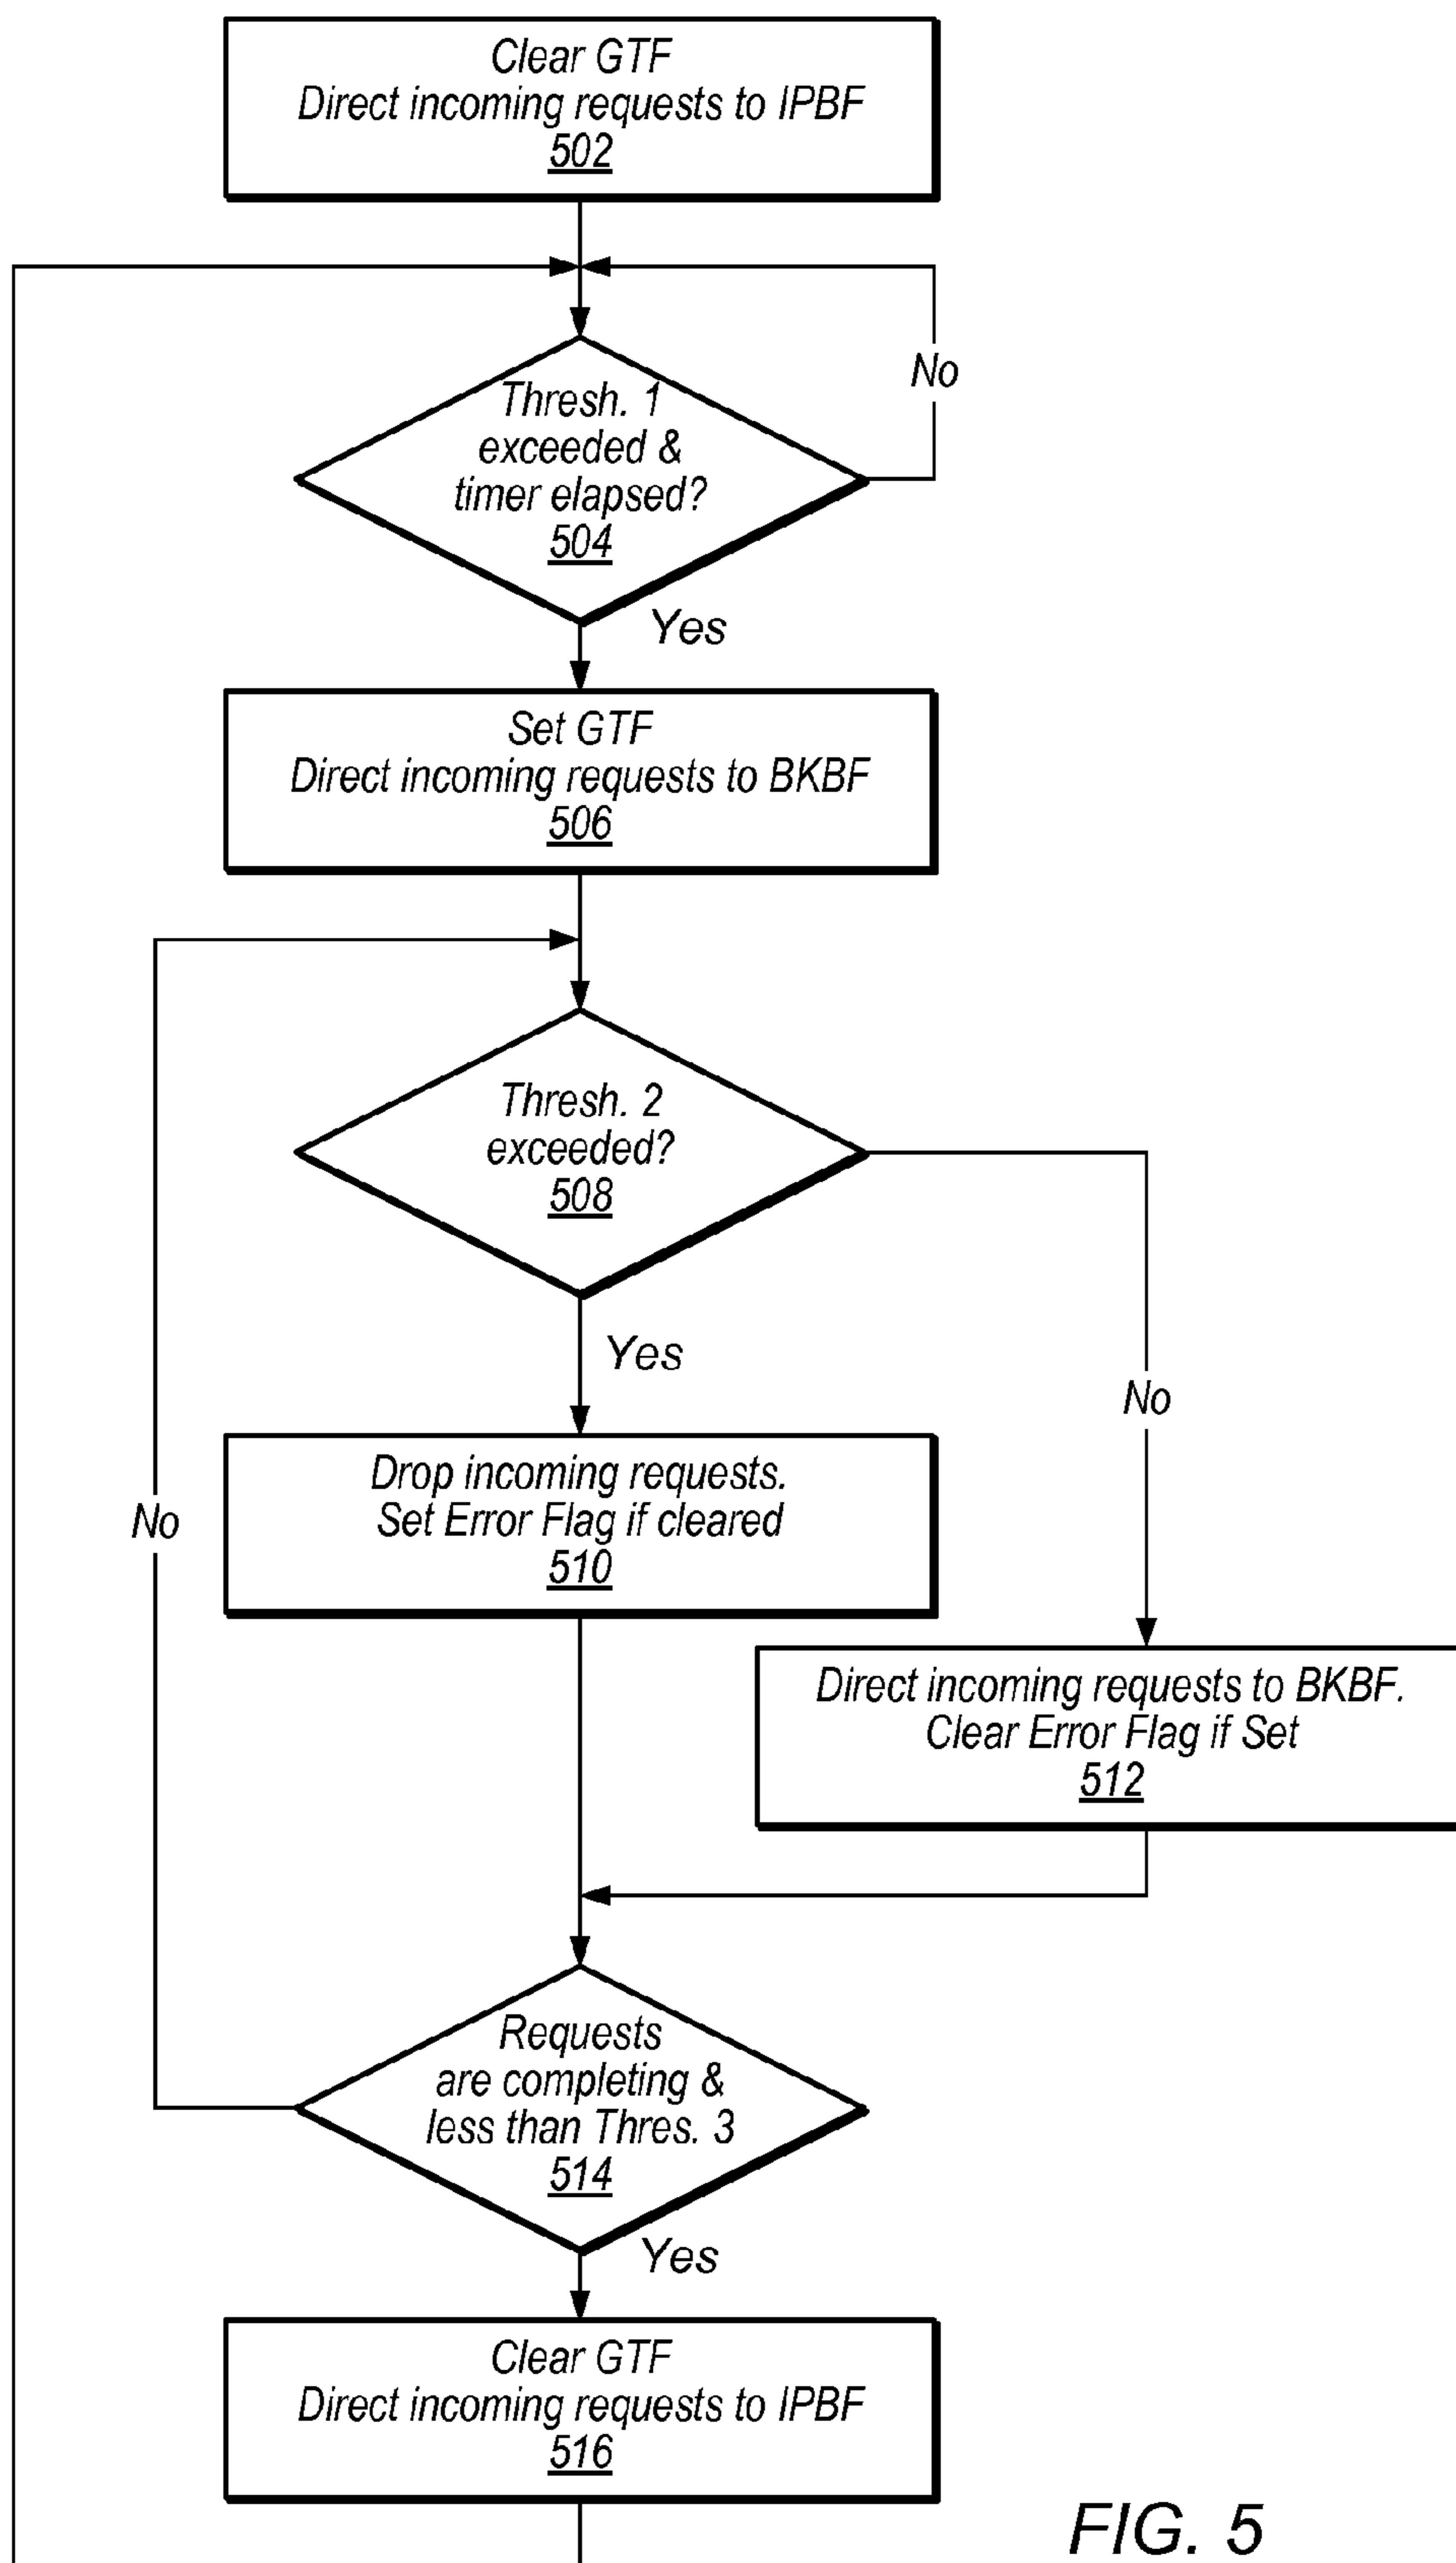 Clear GTF
Direct incoming requests to IPBF
502
Thresh. 1
exceeded &
timer elapsed?
504
No
Yes
Set GTF
Direct incoming requests to BKBF
506
Thresh. 2
exceeded?
508
Yes
No
Drop incoming requests.
Set Error Flag if cleared
510
No
Direct incoming requests to BKBF.
Clear Error Flag if Set
512
Requests
are completing &
less than Thres. 3
514
Yes
Clear GTF
Direct incoming requests to IPBF
516
FIG. 5